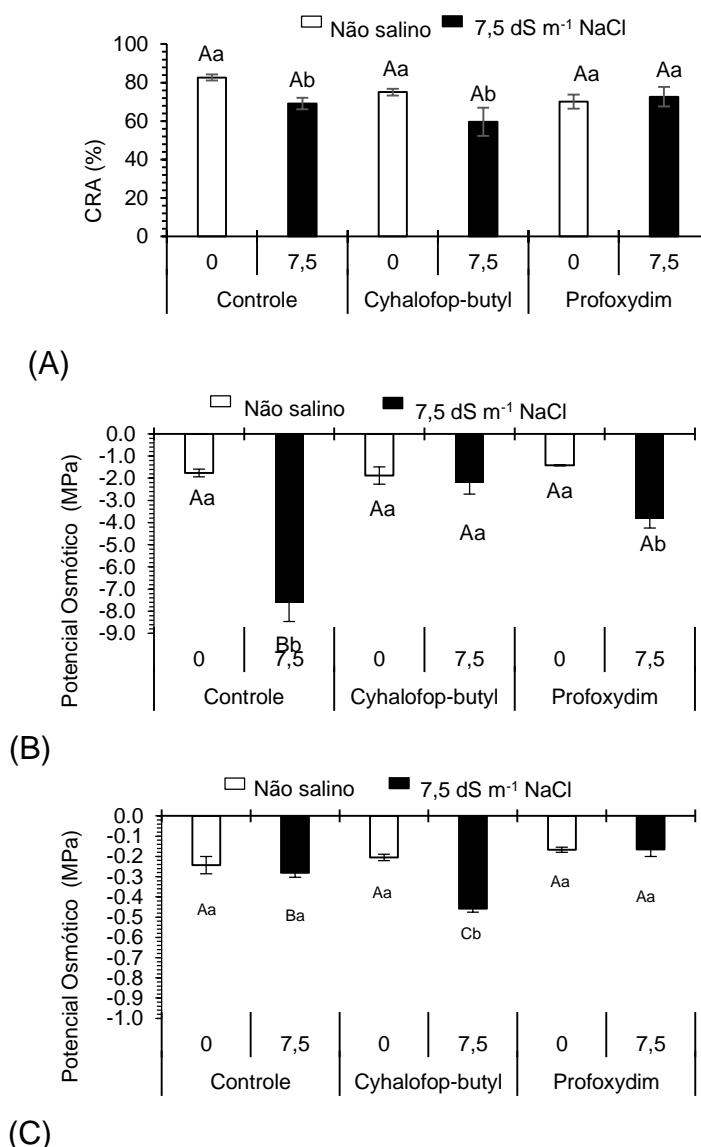 Não salino 7,5 dS m⁻¹ NaCl
CRA (%)
100
80
60
40
20
0
Aa Ab Aa Ab Aa Aa
0 7,5 0 7,5 0 7,5
Controle Cyhalofop-butyl Profoxydim
(A)
Não salino 7,5 dS m⁻¹ NaCl
Potencial Osmótico (MPa)
0.0
-1.0
-2.0
-3.0
-4.0
-5.0
-6.0
-7.0
-8.0
-9.0
Aa Bb Aa Aa Aa Ab
0 7,5 0 7,5 0 7,5
Controle Cyhalofop-butyl Profoxydim
(B)
Não salino 7,5 dS m⁻¹ NaCl
Potencial Osmótico (MPa)
0.0
-0.1
-0.2
-0.3
-0.4
-0.5
-0.6
-0.7
-0.8
-0.9
-1.0
Aa Ba Aa Cb Aa Aa
0 7,5 0 7,5 0 7,5
Controle Cyhalofop-butyl Profoxydim
(C)